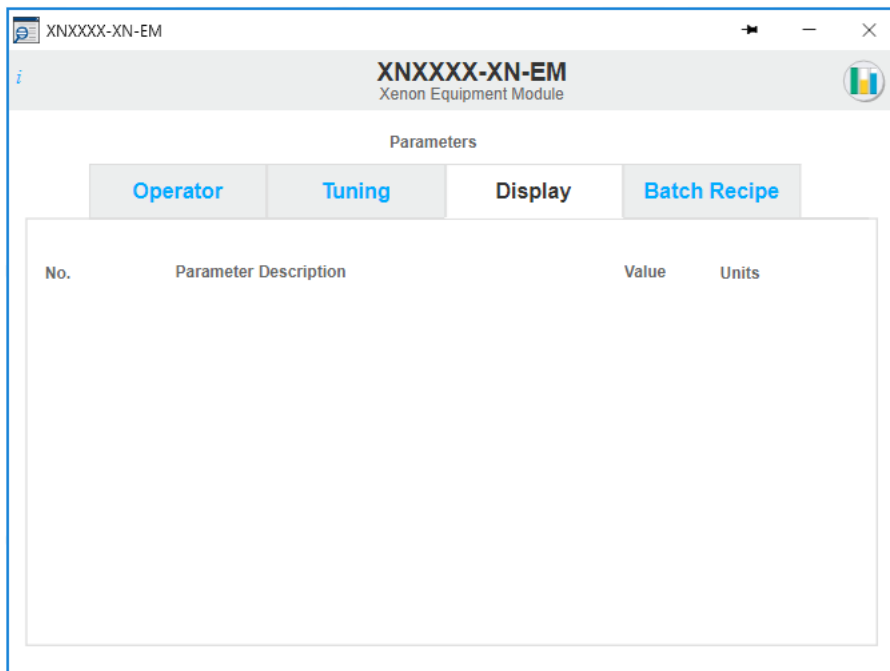 XNXXXX-XN-EM
i
XNXXXX-XN-EM
Xenon Equipment Module
Parameters
Operator Tuning Display Batch Recipe
No. Parameter Description Value Units